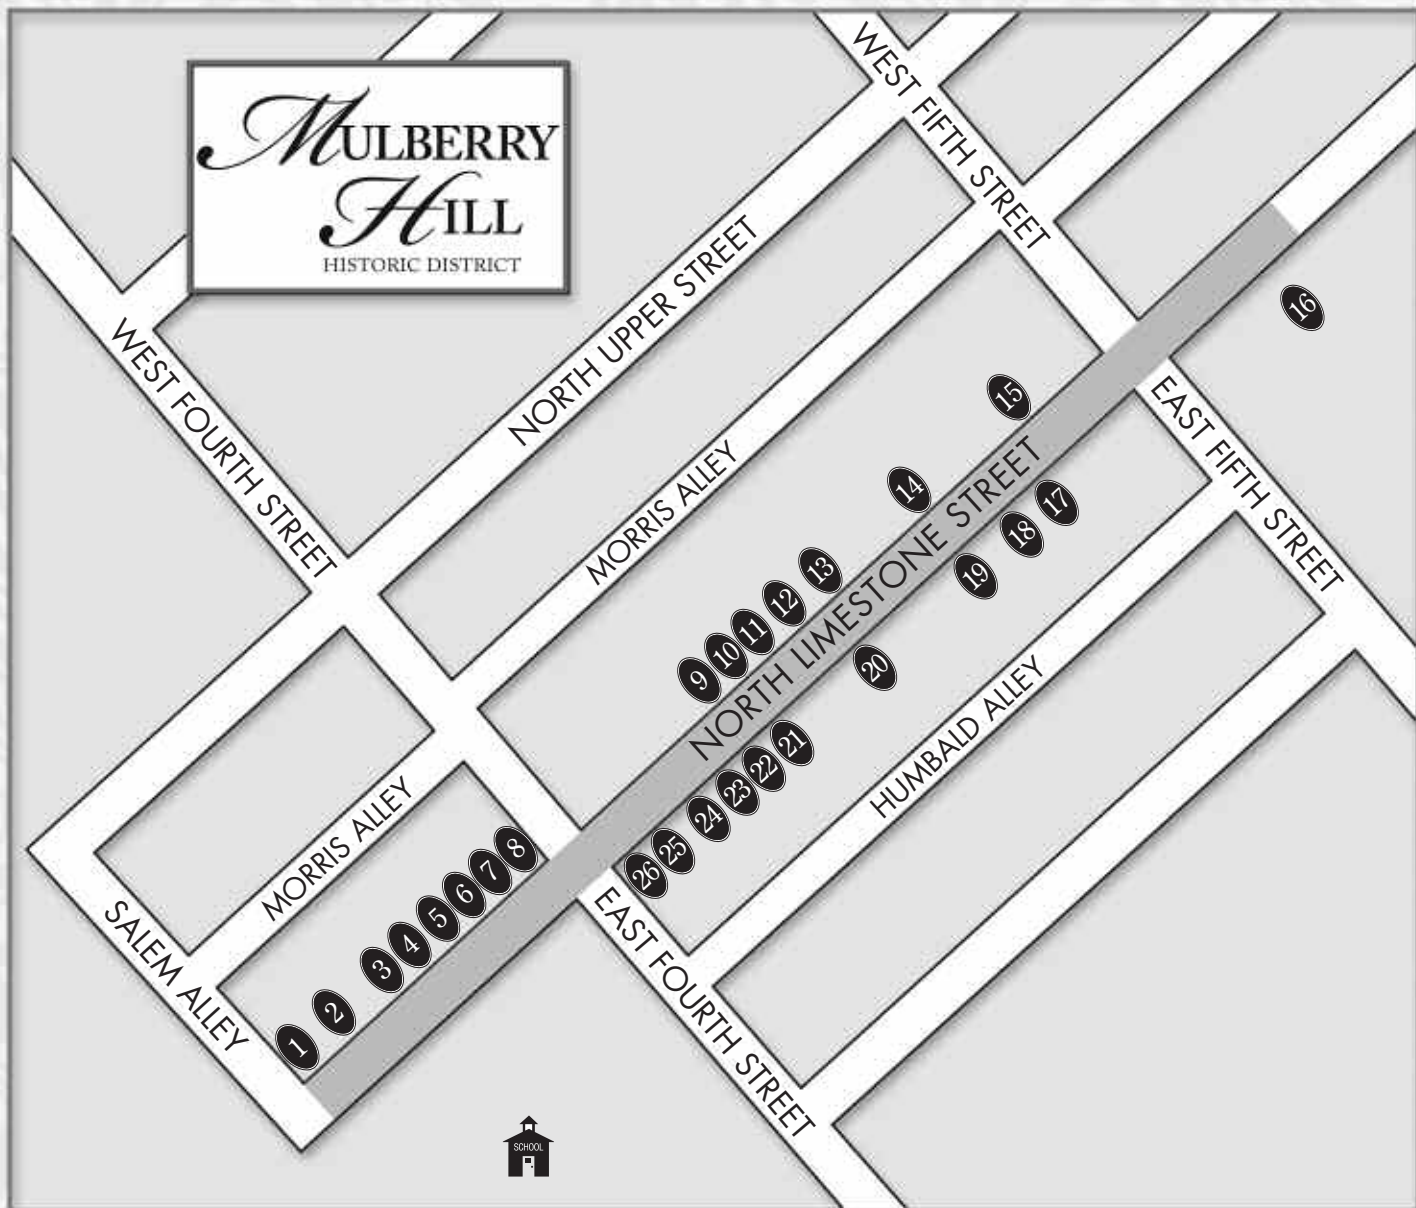 MULBERRY
HILL
HISTORIC DISTRICT
WEST FIFTH STREET
NORTH UPPER STREET
WEST FOURTH STREET
16
15
EAST FIFTH STREET
MORRIS ALLEY
14
17
18
19
NORTH LIMESTONE STREET
13
12
11
10
9
20
HUMBALD ALLEY
21
22
23
24
25
26
MORRIS ALLEY
8
7
6
5
4
3
2
1
SALEM ALLEY
EAST FOURTH STREET
SCHOOL